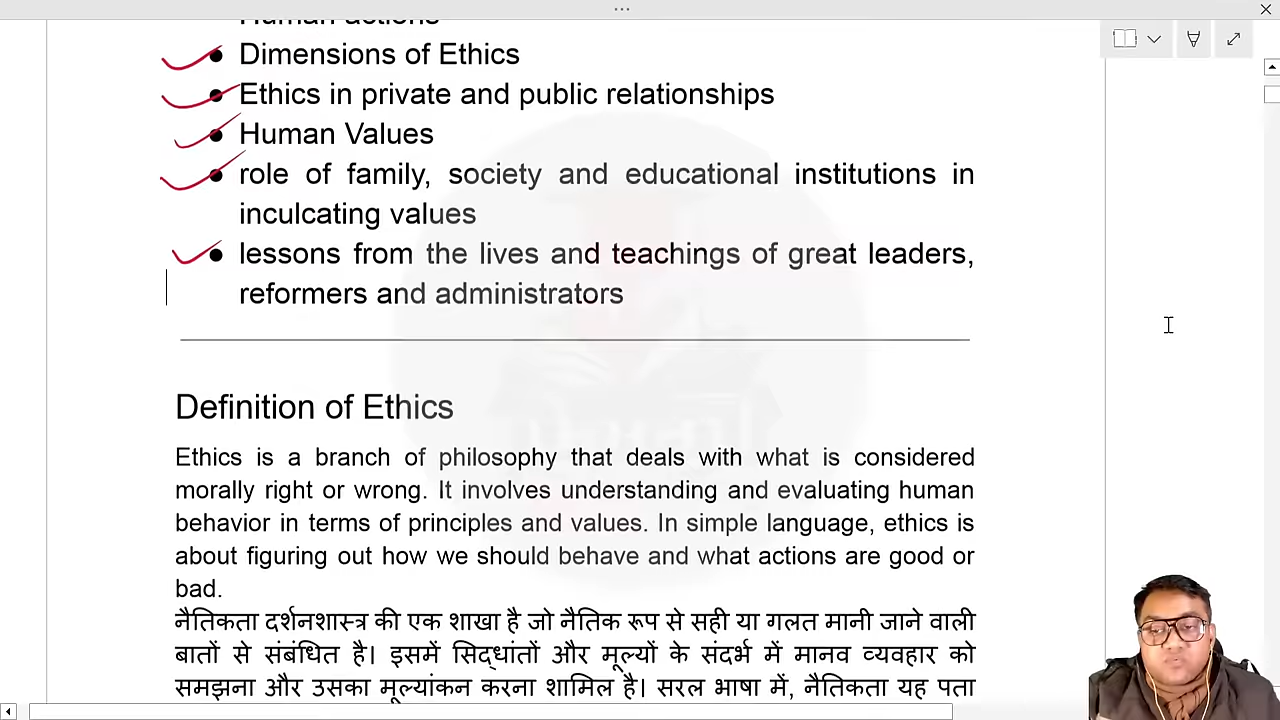 Human actions
Dimensions of Ethics
Ethics in private and public relationships
Human Values
role of family, society and educational institutions in
inculcating values
lessons from the lives and teachings of great leaders,
reformers and administrators
Definition of Ethics
Ethics is a branch of philosophy that deals with what is considered
morally right or wrong. It involves understanding and evaluating human
behavior in terms of principles and values. In simple language, ethics is
about figuring out how we should behave and what actions are good or
bad.
नैतिकता दर्शनशास्त्र की एक शाखा है जो नैतिक रूप से सही या गलत मानी जाने वाली
बातों से संबंधित है। इसमें सिद्धांतों और मूल्यों के संदर्भ में मानव व्यवहार को
समझना और उसका मूल्यांकन करना शामिल है। सरल भाषा में, नैतिकता यह पता